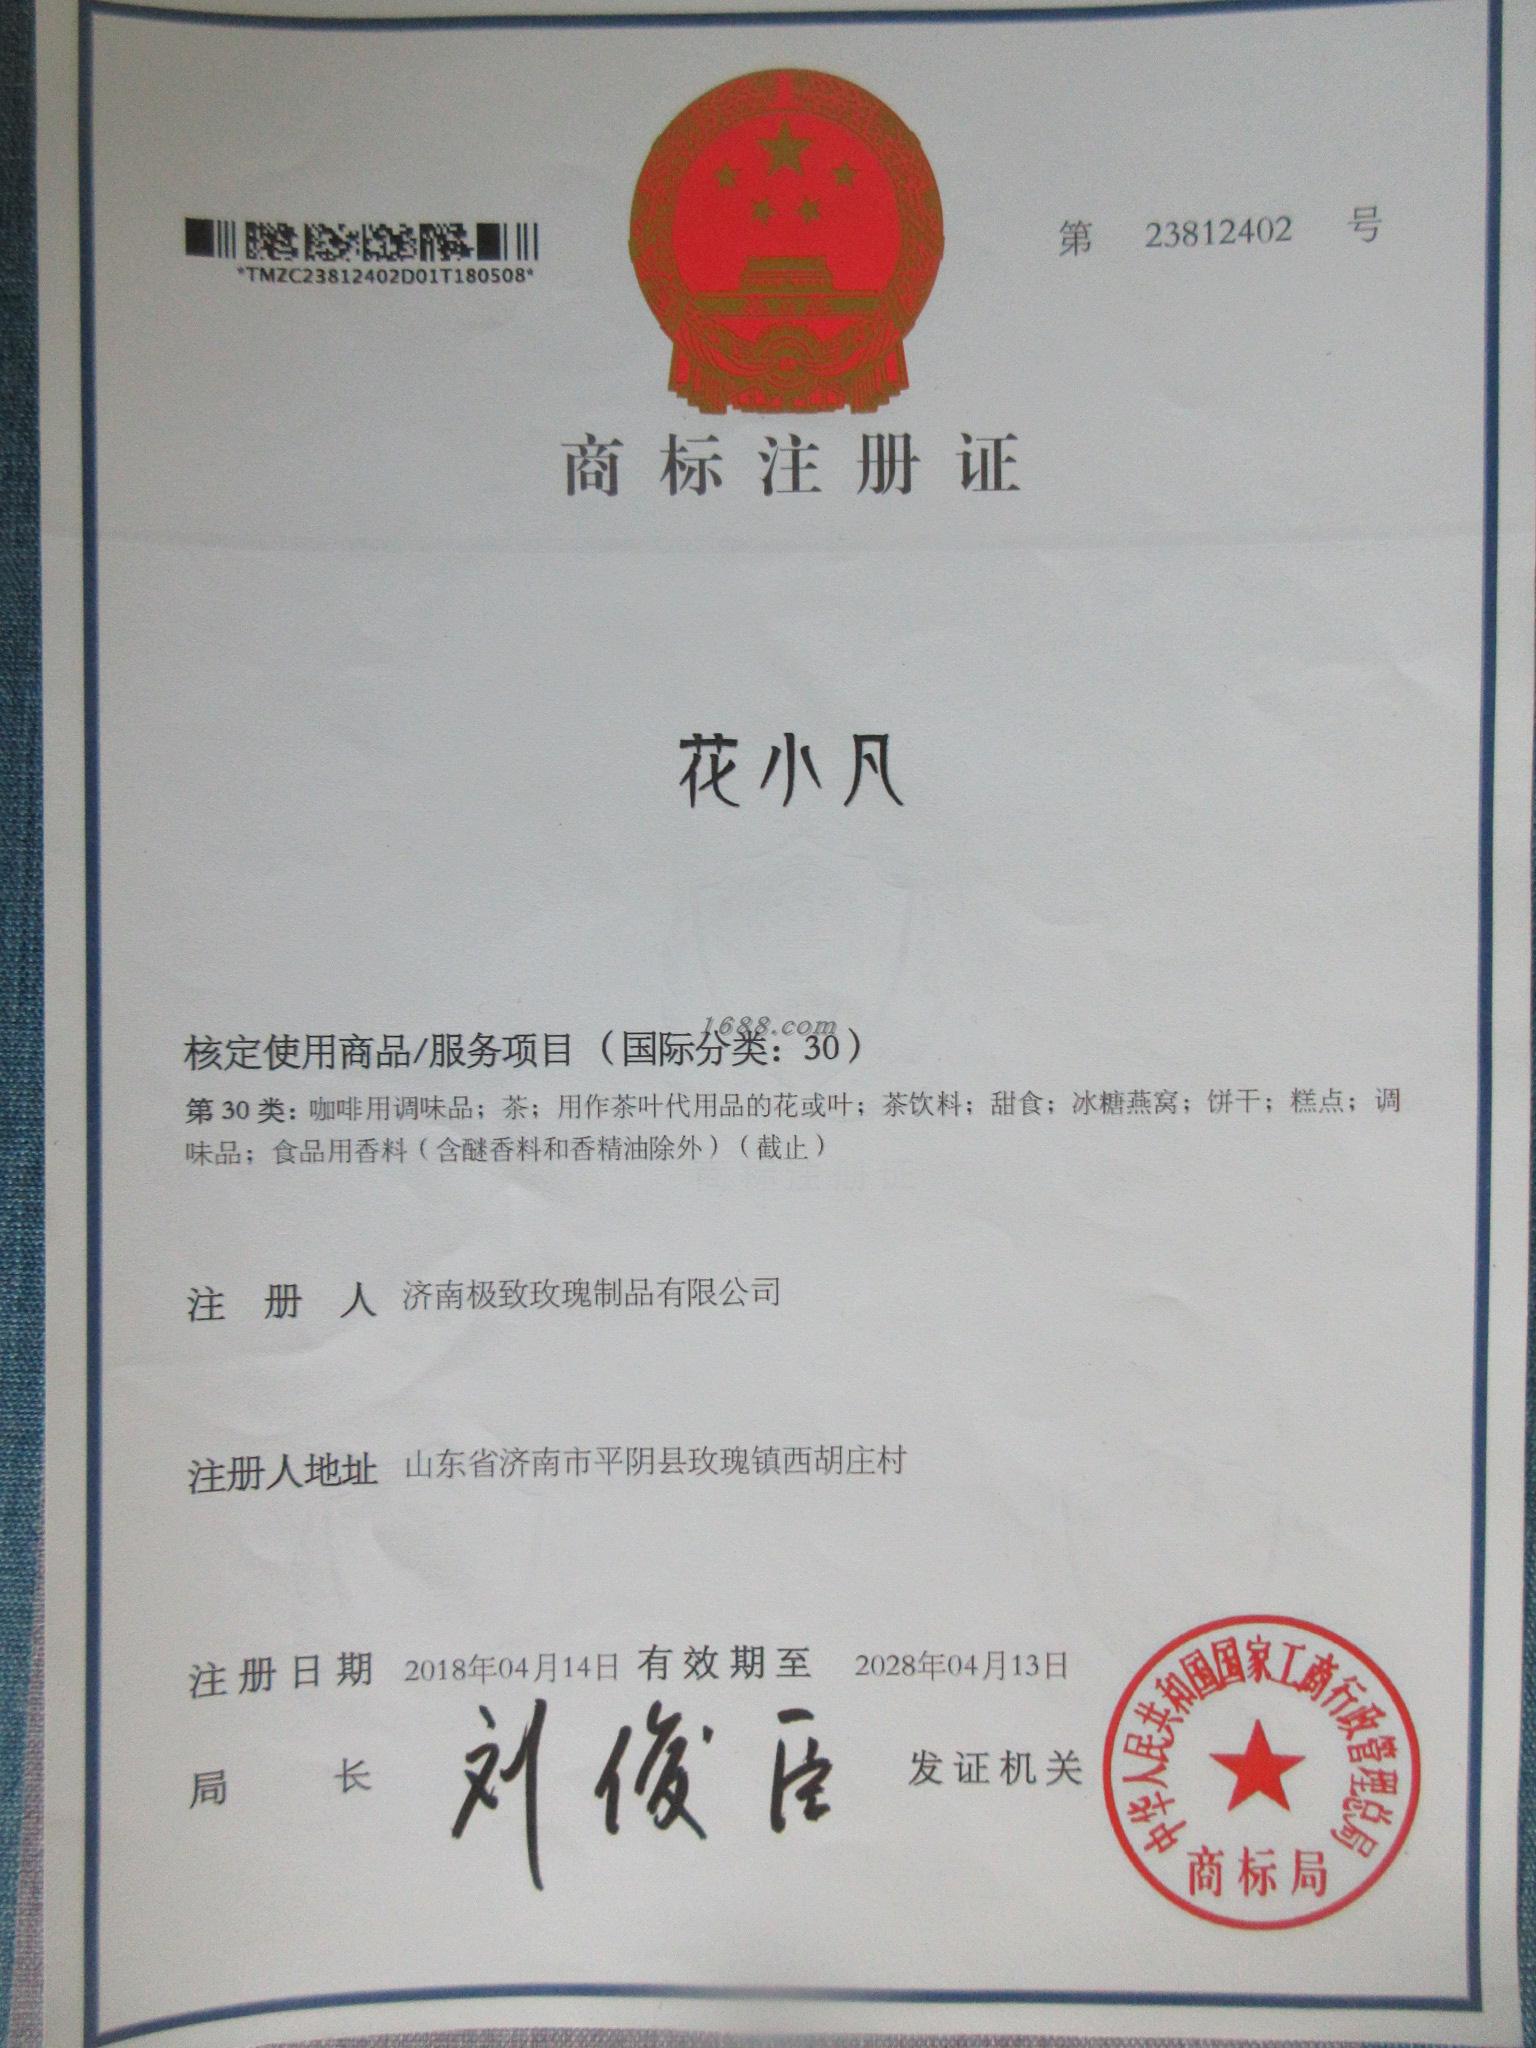 *TMZC23812402D01T180508*
第 23812402 号
商标注册证
花小凡
1688.com
核定使用商品/服务项目（国际分类：30）
第 30 类：咖啡用调味品；茶；用作茶叶代用品的花或叶；茶饮料；甜食；冰糖燕窝；饼干；糕点；调
味品；食品用香料（含醚香料和香精油除外）（截止）
注册人 济南极致玫瑰制品有限公司
注册人地址 山东省济南市平阴县玫瑰镇西胡庄村
注册日期 2018年04月14日 有效期至 2028年04月13日
局长 刘俊臣 发证机关
中华人民共和国国家工商行政管理总局
商标局